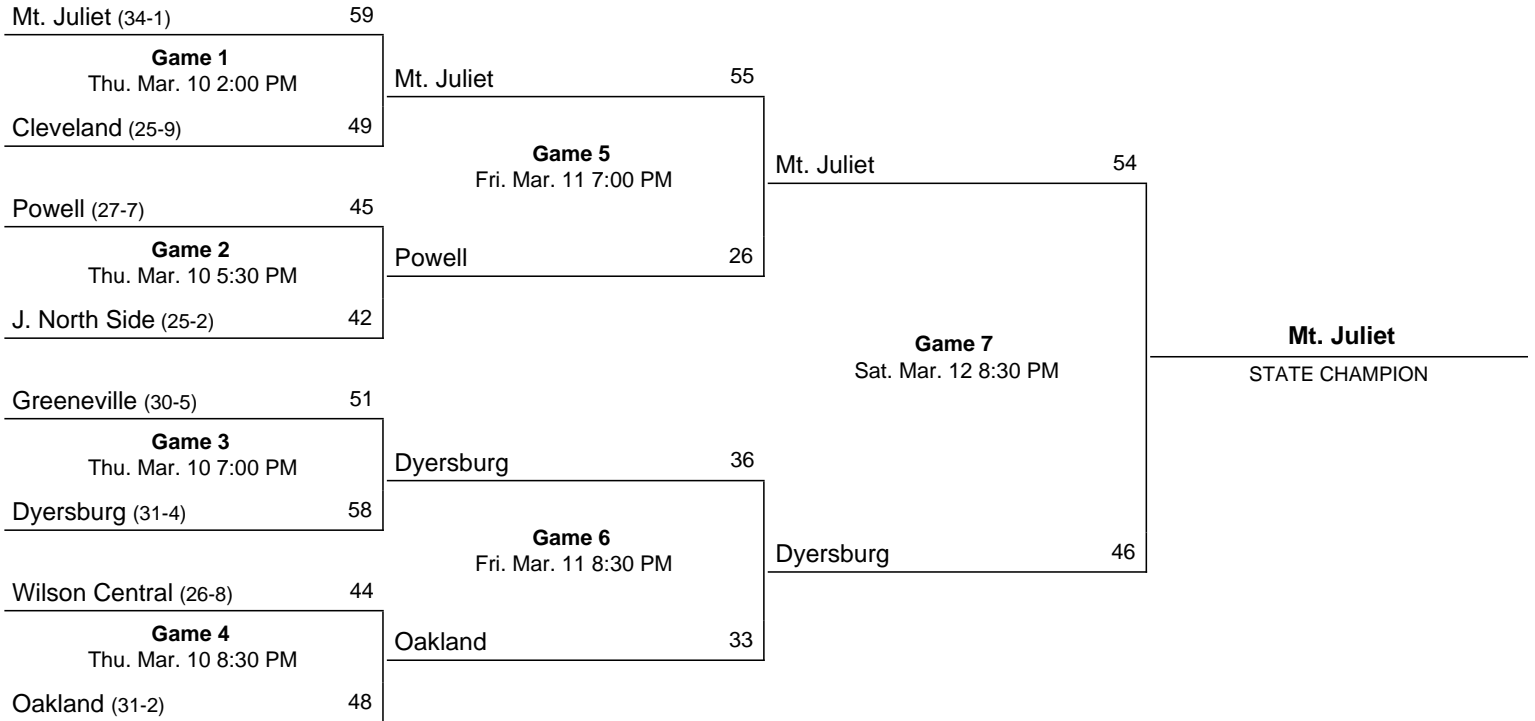 Mt. Juliet (34-1) 59
Game 1
Thu. Mar. 10 2:00 PM
Cleveland (25-9) 49
Powell (27-7) 45
Game 2
Thu. Mar. 10 5:30 PM
J. North Side (25-2) 42
Greeneville (30-5) 51
Game 3
Thu. Mar. 10 7:00 PM
Dyersburg (31-4) 58
Wilson Central (26-8) 44
Game 4
Thu. Mar. 10 8:30 PM
Oakland (31-2) 48
Mt. Juliet 55
Game 5
Fri. Mar. 11 7:00 PM
Powell 26
Dyersburg 36
Game 6
Fri. Mar. 11 8:30 PM
Oakland 33
Mt. Juliet 54
Game 7
Sat. Mar. 12 8:30 PM
Dyersburg 46
Mt. Juliet
STATE CHAMPION